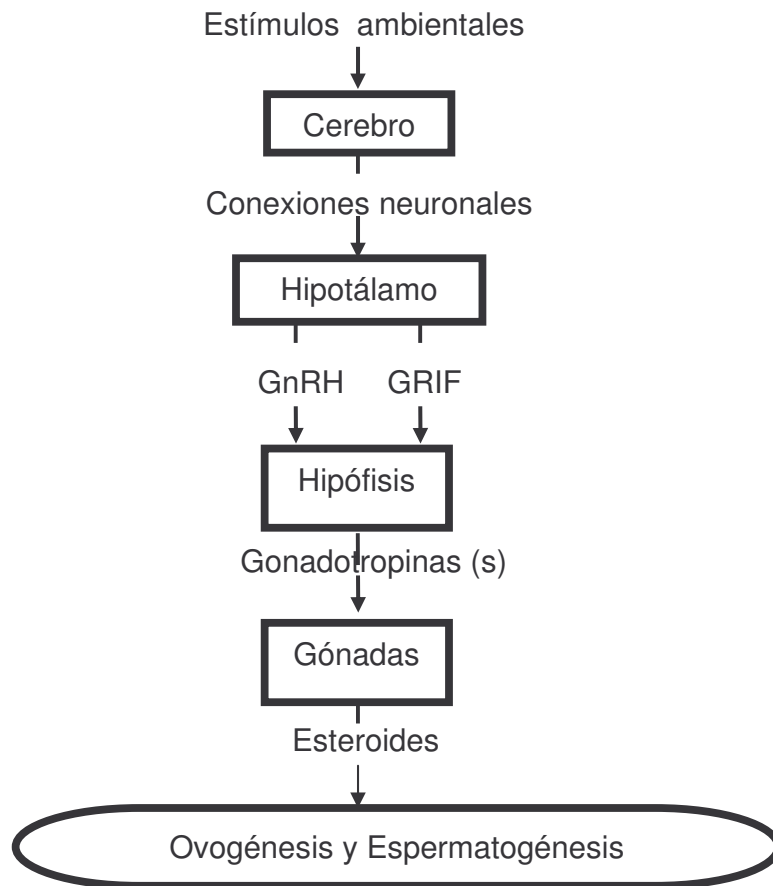 Estímulos ambientales
Cerebro
Conexiones neuronales
Hipotálamo
GnRH GRIF
Hipófisis
Gonadotropinas (s)
Gónadas
Esteroides
Ovogénesis y Espermatogénesis